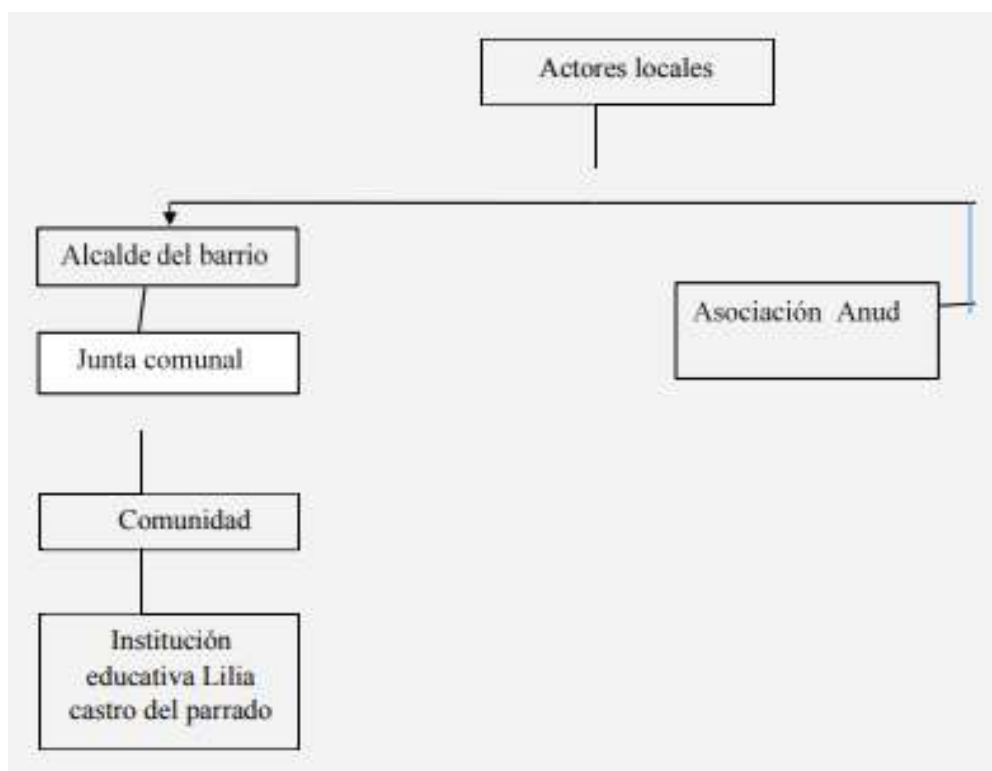 Actores locales
Alcalde del barrio
Asociación Anud
Junta comunal
Comunidad
Institución
educativa Lilia
castro del parrado